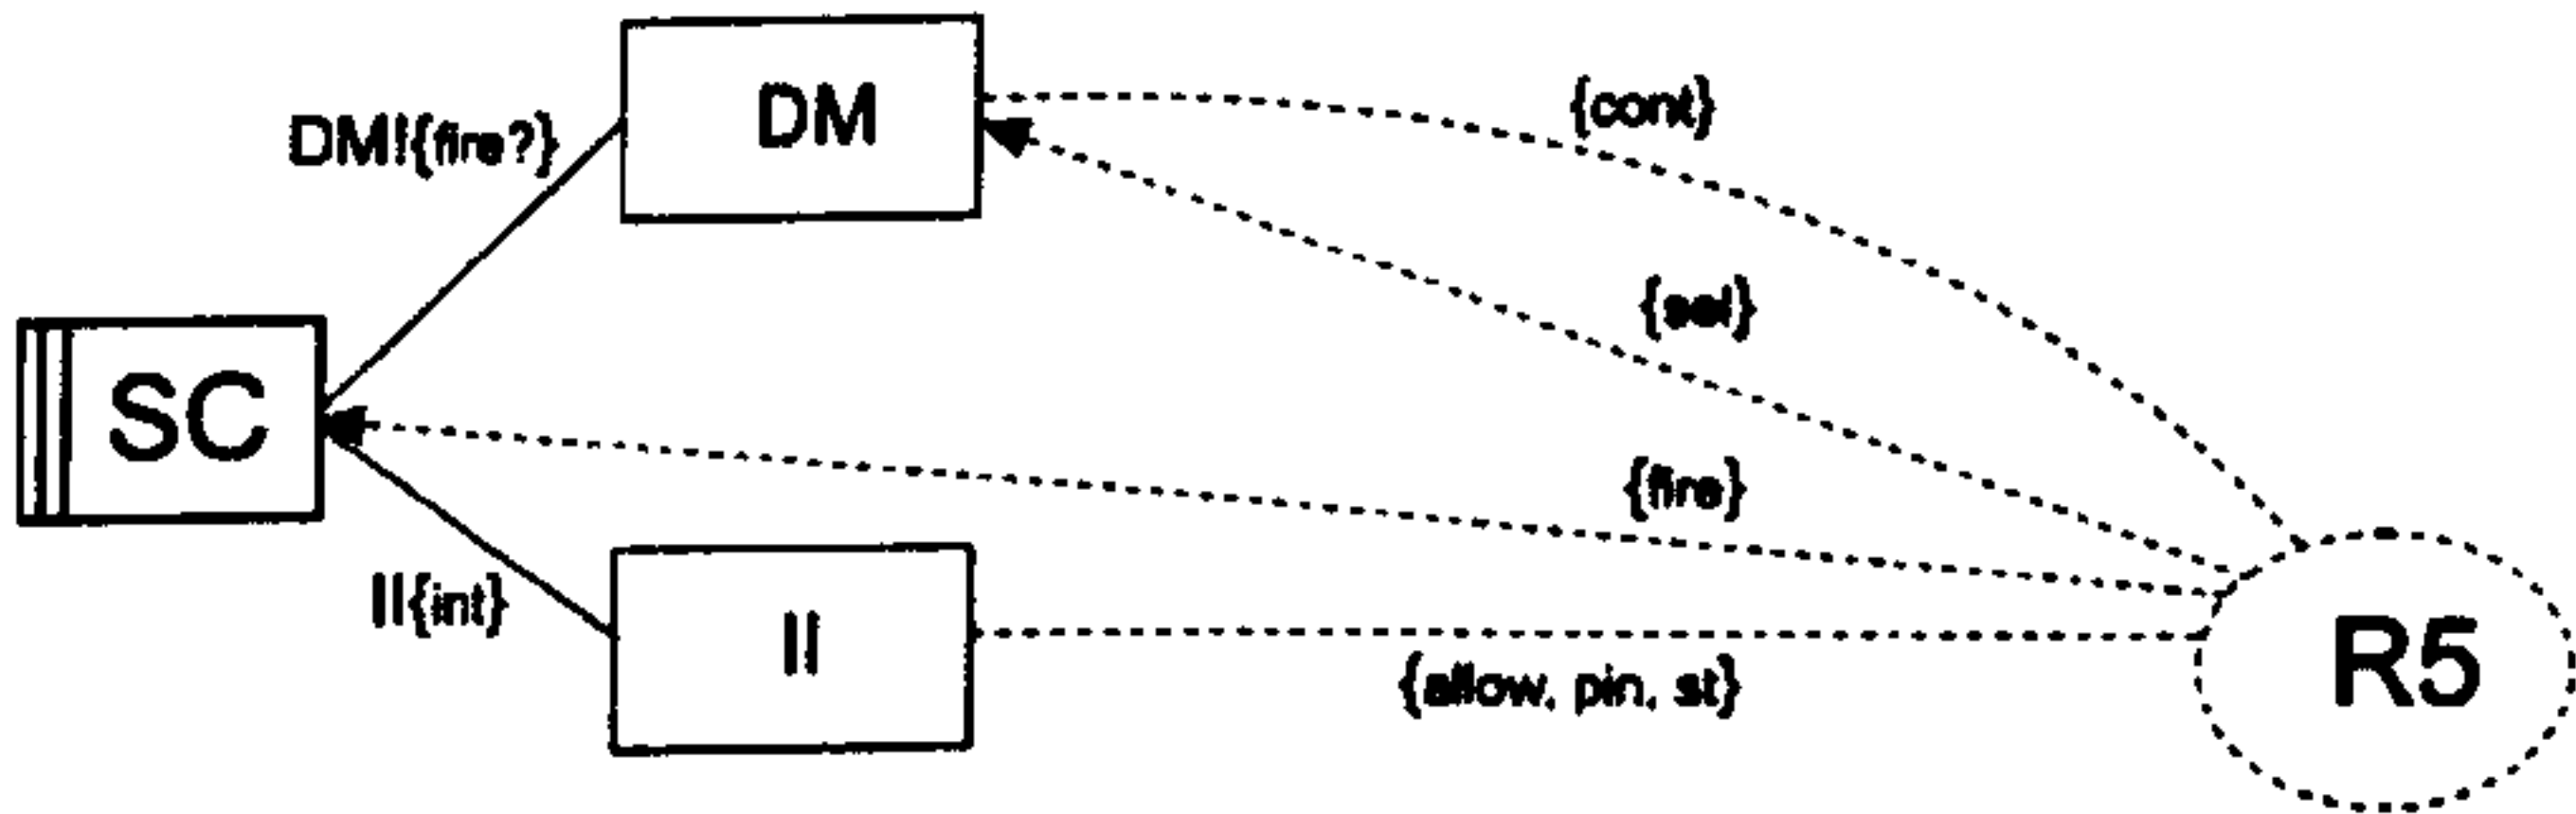 DM
{cont}
DM!{fire?}
{sel}
SC
{fire}
II{int}
II
{allow, pin, st}
R5